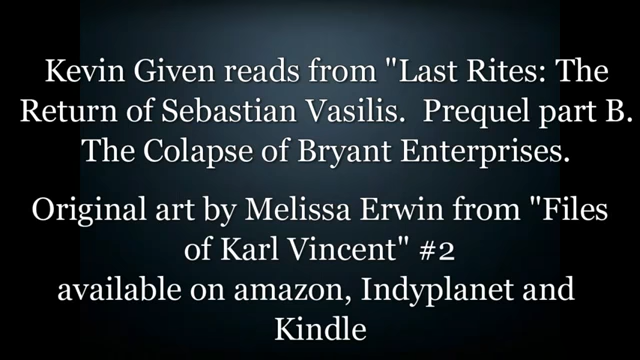 Kevin Given reads from "Last Rites: The
Return of Sebastian Vasilis.  Prequel part B.
The Colapse of Bryant Enterprises.
Original art by Melissa Erwin from "Files
of Karl Vincent" #2
available on amazon, Indyplanet and
Kindle